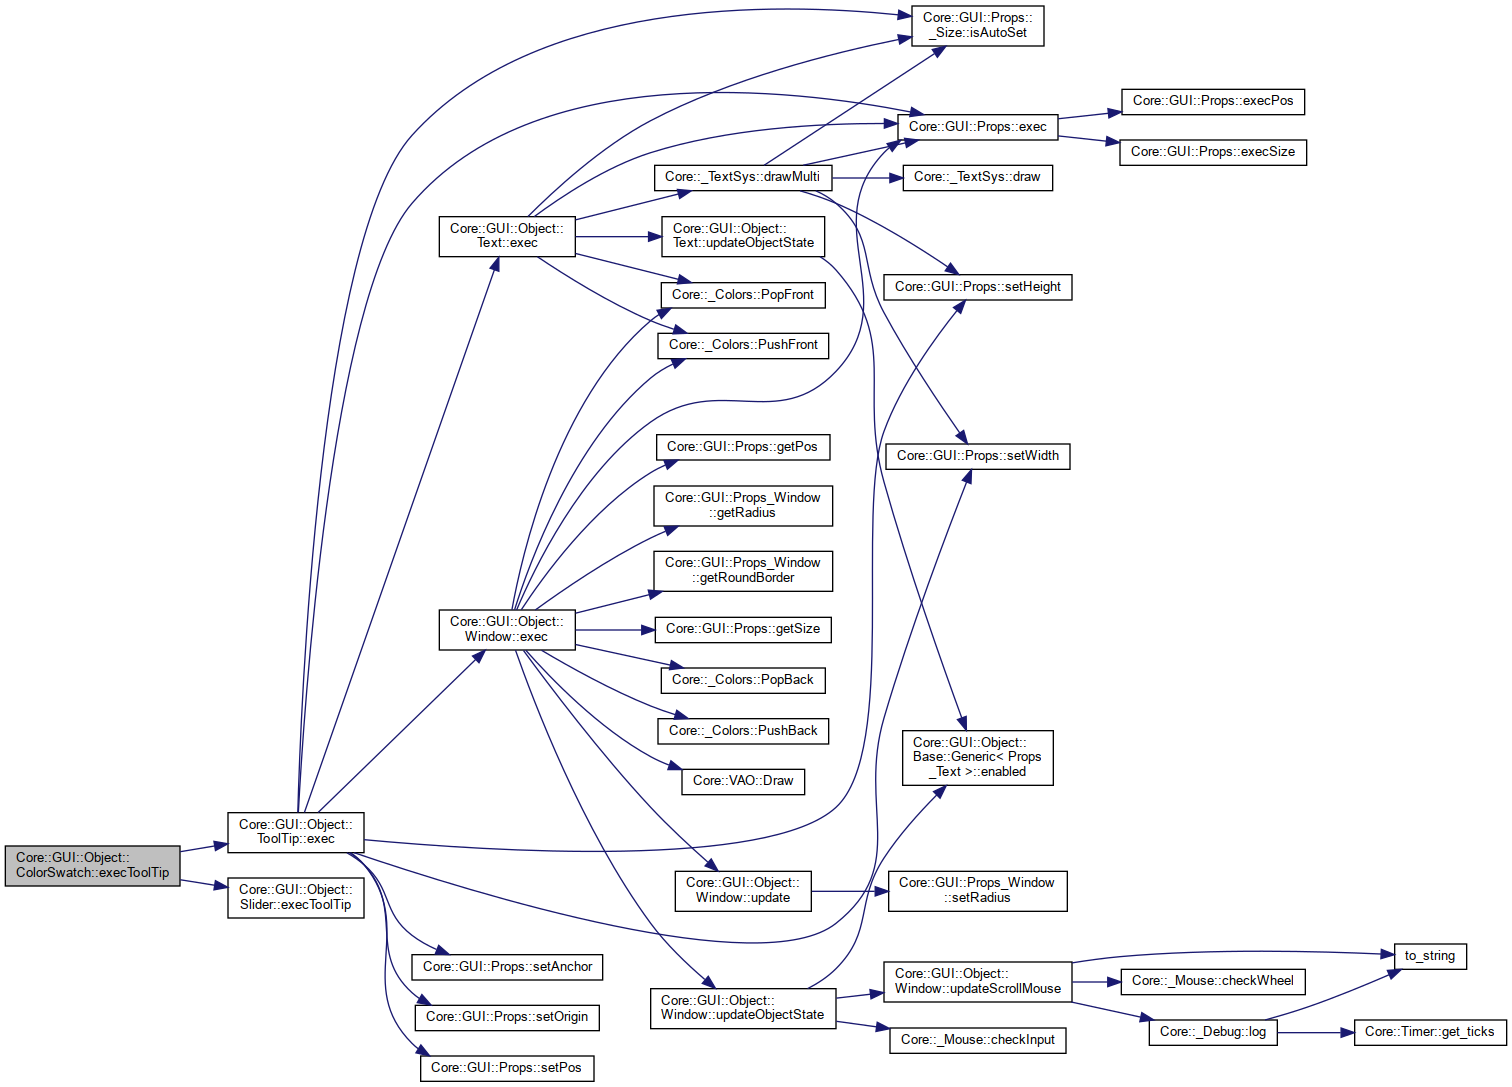 Core::GUI::Props::
_Size::isAutoSet
Core::GUI::Props::execPos
Core::GUI::Props::exec
Core::GUI::Props::execSize
Core::_TextSys::drawMulti
Core::_TextSys::draw
Core::GUI::Object::
Text::exec
Core::GUI::Object::
Text::updateObjectState
Core::GUI::Props::setHeight
Core::_Colors::PopFront
Core::_Colors::PushFront
Core::GUI::Props::getPos
Core::GUI::Props::setWidth
Core::GUI::Props_Window
::getRadius
Core::GUI::Props_Window
::getRoundBorder
Core::GUI::Object::
Window::exec
Core::GUI::Props::getSize
Core::_Colors::PopBack
Core::_Colors::PushBack
Core::GUI::Object::
Base::Generic< Props
_Text >::enabled
Core::VAO::Draw
Core::GUI::Object::
ToolTip::exec
Core::GUI::Object::
ColorSwatch::execToolTip
Core::GUI::Object::
Slider::execToolTip
Core::GUI::Object::
Window::update
Core::GUI::Props_Window
::setRadius
Core::GUI::Props::setAnchor
to_string
Core::GUI::Object::
Window::updateScrollMouse
Core::_Mouse::checkWheel
Core::GUI::Object::
Window::updateObjectState
Core::GUI::Props::setOrigin
Core::_Debug::log
Core::Timer::get_ticks
Core::_Mouse::checkInput
Core::GUI::Props::setPos